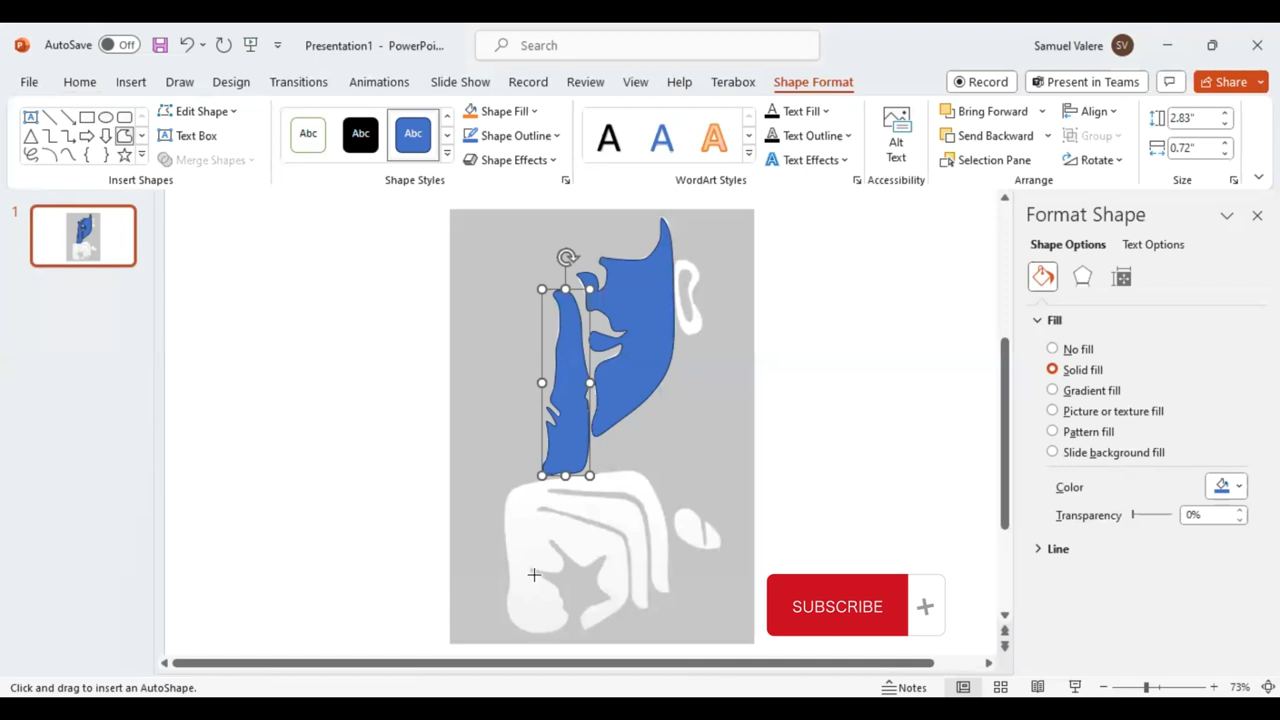 AutoSave Off Presentation1 - PowerPoi... Search Samuel Valere SV
File Home Insert Draw Design Transitions Animations Slide Show Record Review View Help Terabox Shape Format Record Present in Teams Share
Edit Shape
Text Box
Merge Shapes
Insert Shapes
Abc Abc Abc
Shape Fill
Shape Outline
Shape Effects
Shape Styles
A A A
Text Fill
Text Outline
Text Effects
WordArt Styles
Alt
Text
Accessibility
Bring Forward
Send Backward
Selection Pane
Align
Group
Rotate
Arrange
2.83"
0.72"
Size
1
Format Shape
Shape Options Text Options
Fill
No fill
Solid fill
Gradient fill
Picture or texture fill
Pattern fill
Slide background fill
Color
Transparency 0%
Line
SUBSCRIBE +
Click and drag to insert an AutoShape. Notes 73%